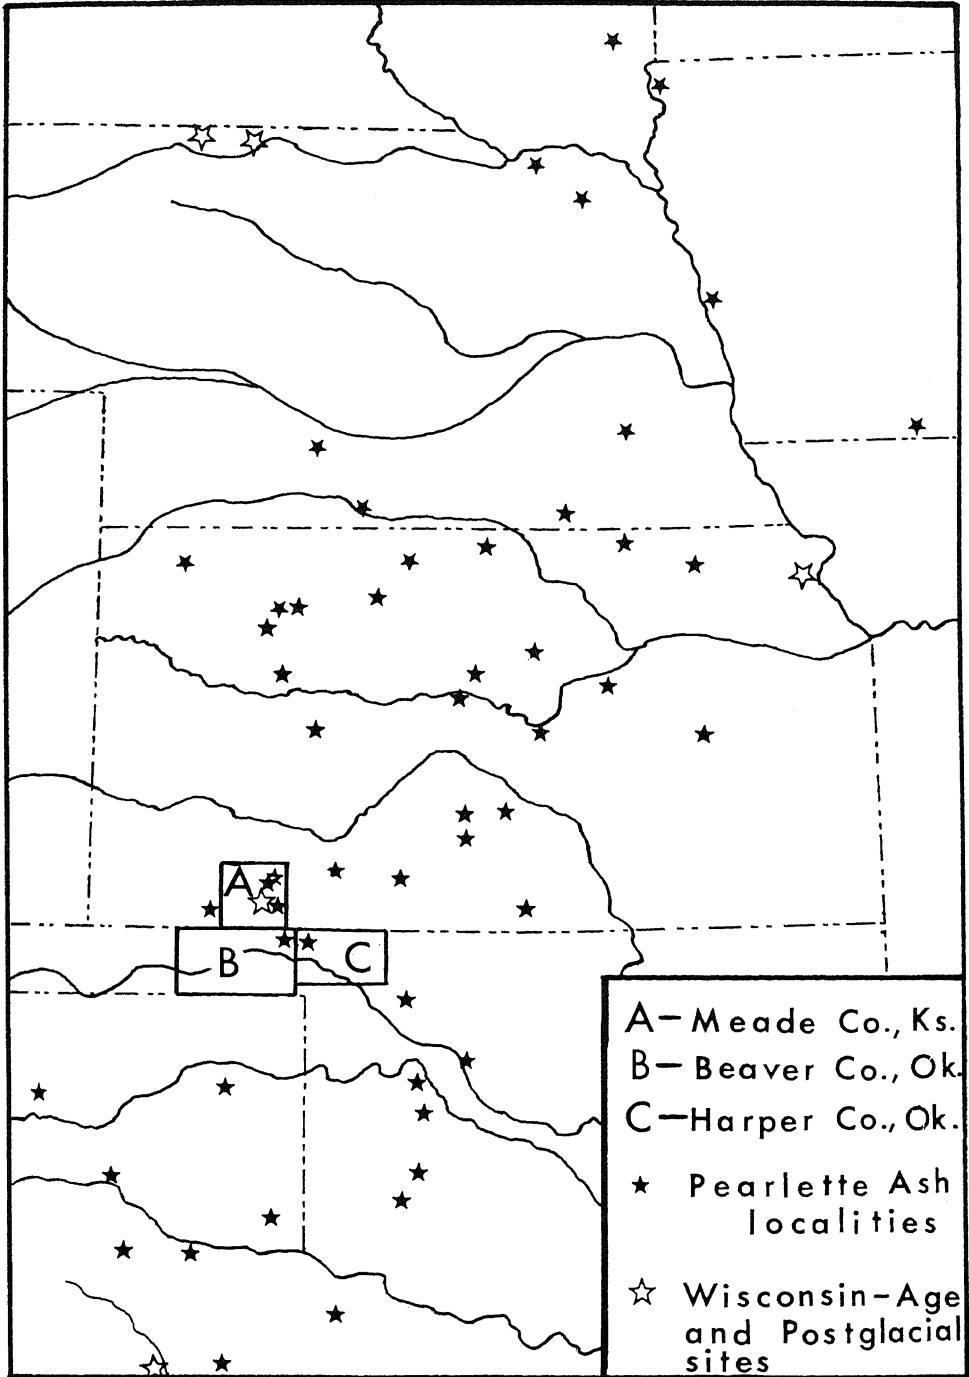 A
B
C
A—Meade Co., Ks.
B—Beaver Co., Ok.
C—Harper Co., Ok.
Pearlette Ash
localities
Wisconsin-Age
and Postglacial
sites